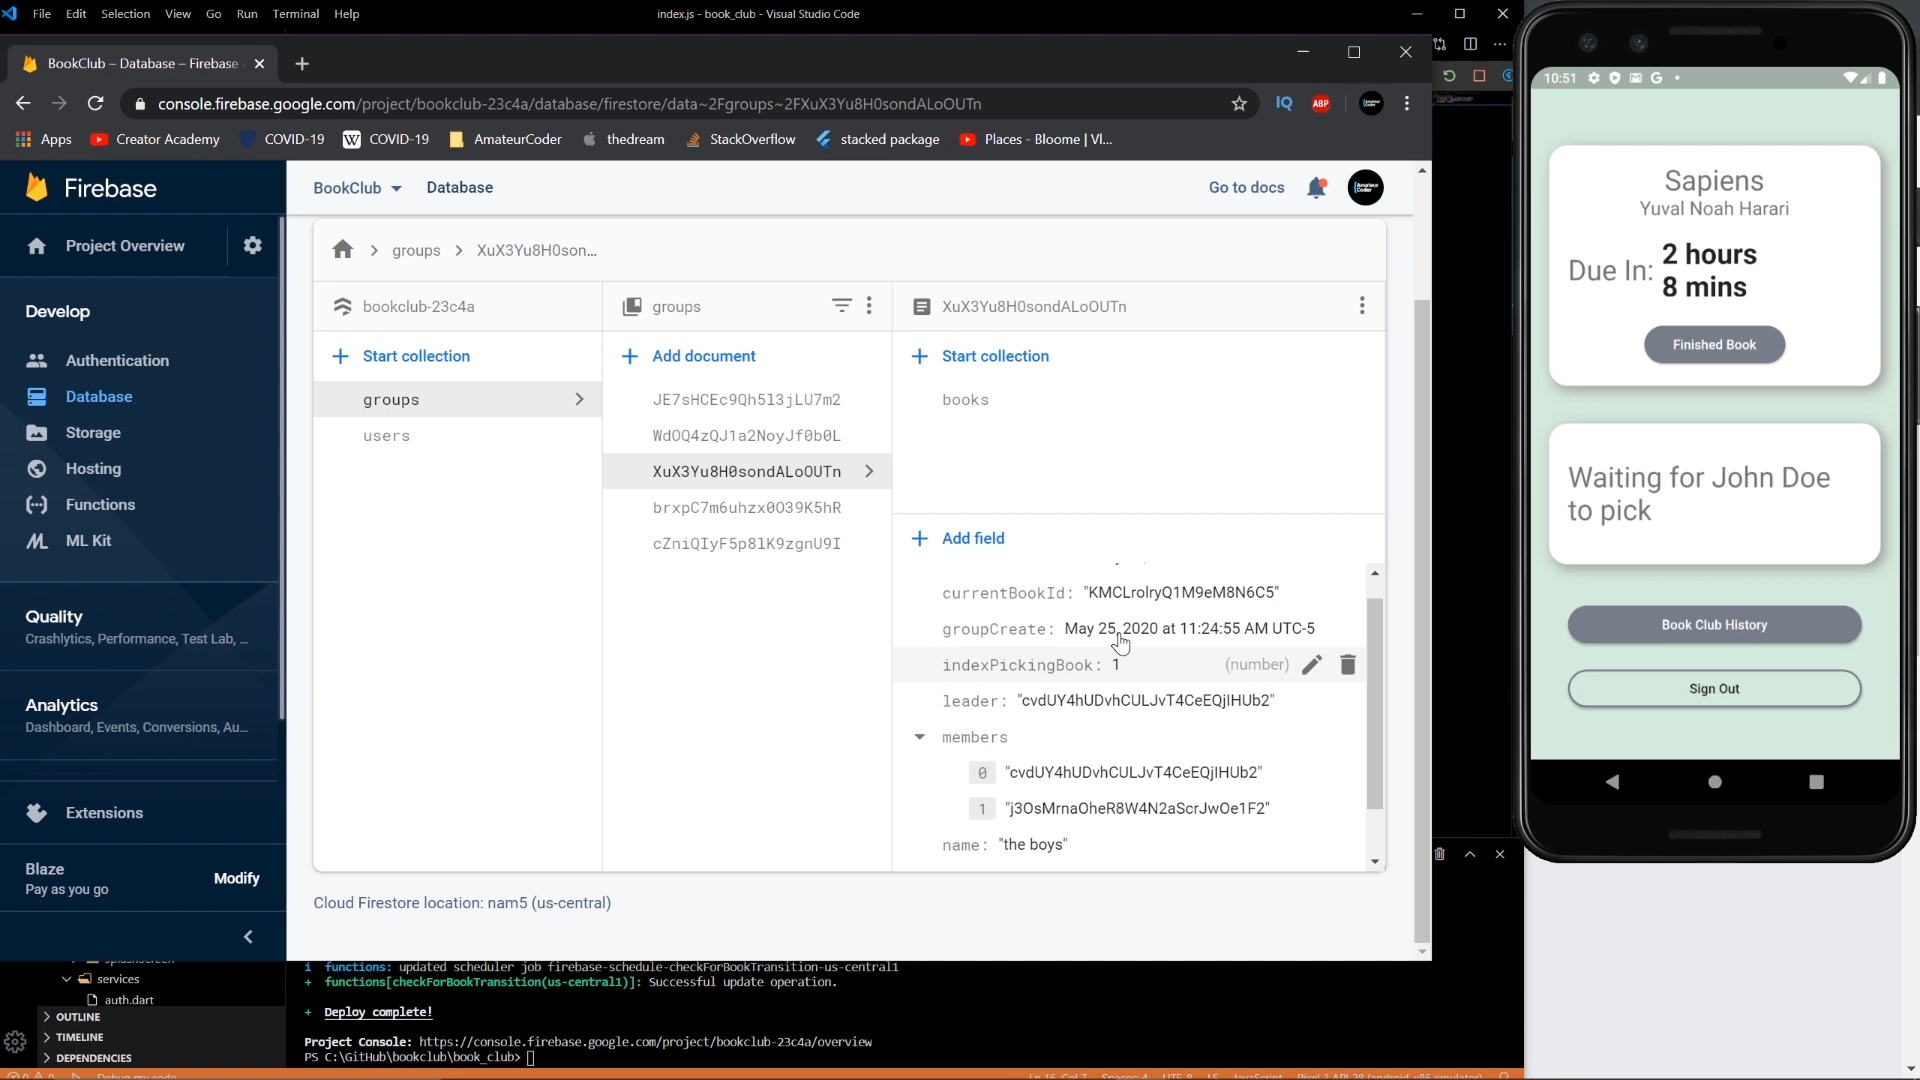 File Edit Selection View Go Run Terminal Help
index.js - book_club - Visual Studio Code
BookClub – Database – Firebase
console.firebase.google.com/project/bookclub-23c4a/database/firestore/data~2Fgroups~2FXuX3Yu8H0sondALoOUTn
IQ ABP
Apps Creator Academy COVID-19 COVID-19 AmateurCoder thedream StackOverflow stacked package Places - Bloome | Vl...
Firebase
BookClub Database
Go to docs
Project Overview
Develop
Authentication
Database
Storage
Hosting
Functions
ML Kit
Quality
Crashlytics, Performance, Test Lab, ...
Analytics
Dashboard, Events, Conversions, Au...
Extensions
Blaze
Pay as you go
Modify
groups XuX3Yu8H0son...
bookclub-23c4a
Start collection
groups
users
groups
Add document
JE7sHCEc9Qh5l3jLU7m2
WdOQ4zQJ1a2NoyJf0b0L
XuX3Yu8H0sondALoOUTn
brxpC7m6uhzx0O39K5hR
cZniQIyF5p8lK9zgnU9I
XuX3Yu8H0sondALoOUTn
Start collection
books
Add field
currentBookId: "KMCLrolryQ1M9eM8N6C5"
groupCreate: May 25, 2020 at 11:24:55 AM UTC-5
indexPickingBook: 1 (number)
leader: "cvdUY4hUDvhCULJvT4CeEQjlHUb2"
members
0 "cvdUY4hUDvhCULJvT4CeEQjlHUb2"
1 "j3OsMrnaOheR8W4N2aScrJwOe1F2"
name: "the boys"
Cloud Firestore location: nam5 (us-central)
services
auth.dart
OUTLINE
TIMELINE
DEPENDENCIES
i functions: updated scheduler job firebase-schedule-checkForBookTransition-us-central1
+ functions[checkForBookTransition(us-central1)]: Successful update operation.
+ Deploy complete!
Project Console: https://console.firebase.google.com/project/bookclub-23c4a/overview
PS C:\GitHub\bookclub\book_club>
10:51
Sapiens
Yuval Noah Harari
Due In: 2 hours
8 mins
Finished Book
Waiting for John Doe
to pick
Book Club History
Sign Out